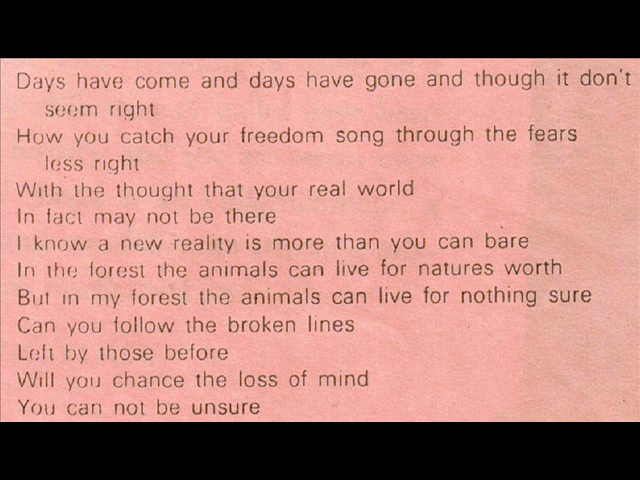 Days have come and days have gone and though it don't
seem right
How you catch your freedom song through the fears
less right
With the thought that your real world
In fact may not be there
I know a new reality is more than you can bare
In the forest the animals can live for natures worth
But in my forest the animals can live for nothing sure
Can you follow the broken lines
Left by those before
Will you chance the loss of mind
You can not be unsure